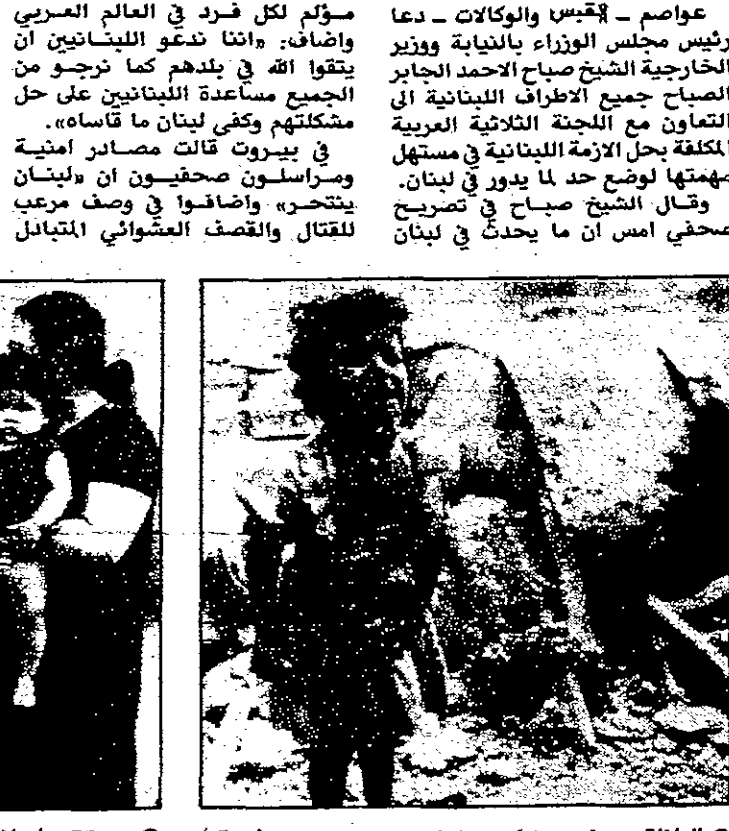 عواصم ـ القبس والوكالات ـ دعا
رئيس مجلس الوزراء بالنيابة ووزير
الخارجية الشيخ صباح الاحمد الجابر
الصباح جميع الاطراف اللبنانية الى
التعاون مع اللجنة الثلاثية العربية
المكلفة بحل الازمة اللبنانية في مستهل
مهمتها لوضع حد لما يدور في لبنان.
وقال الشيخ صباح في تصريح
صحفي امس ان ما يحدث في لبنان
مؤلم لكل فرد في العالم العربي
واضاف: «اننا ندعو اللبنانيين ان
يتقوا الله في بلدهم كما نرجو من
الجميع مساعدة اللبنانيين على حل
مشكلتهم وكفى لبنان ما قاساه».
في بيروت قالت مصادر امنية
ومراسلون صحفيون ان «لبنان
ينتحر» واضافوا في وصف مرعب
للقتال والقصف العشوائي المتبادل